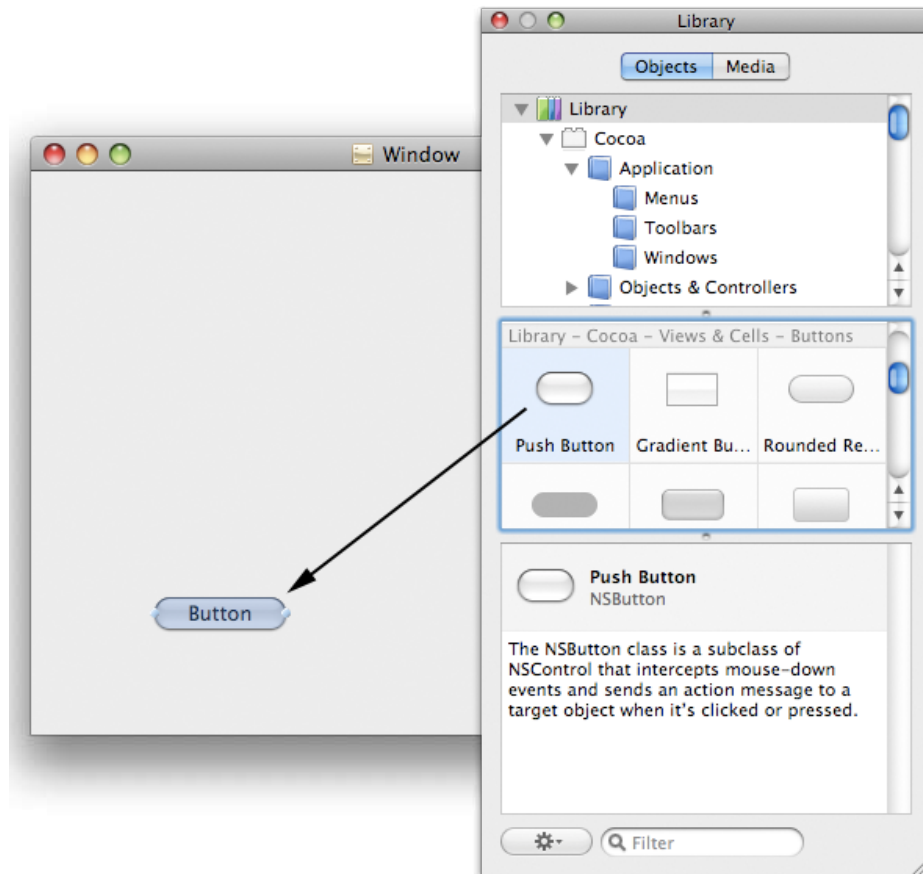 Library
Objects Media
Library
Cocoa
Application
Menus
Toolbars
Windows
Objects & Controllers
Window
Library – Cocoa – Views & Cells – Buttons
Push Button Gradient Bu... Rounded Re...
Button
Push Button
NSButton
The NSButton class is a subclass of
NSControl that intercepts mouse-down
events and sends an action message to a
target object when it's clicked or pressed.
Filter